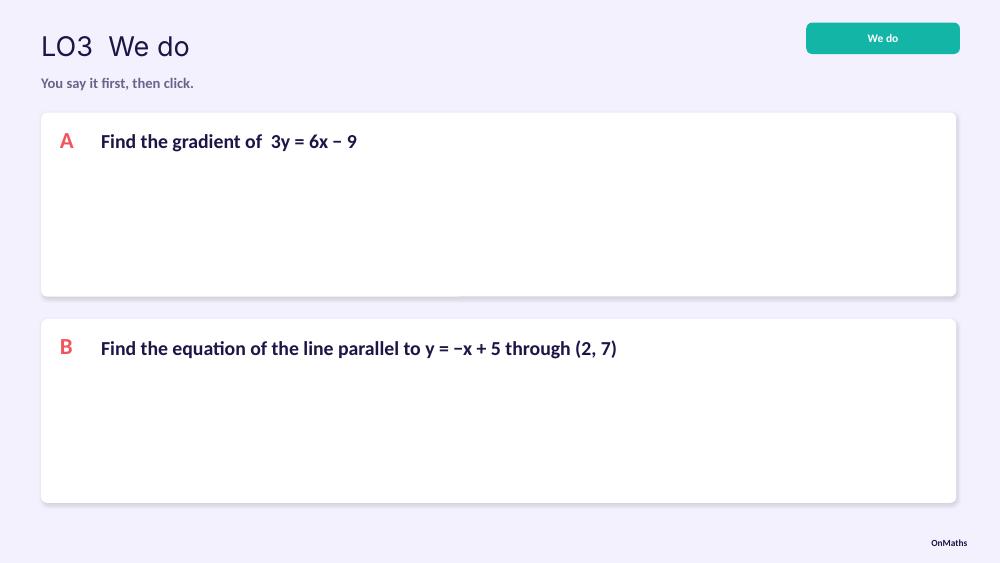 LO3 We do
We do
You say it first, then click.
A Find the gradient of 3y = 6x − 9
B Find the equation of the line parallel to y = −x + 5 through (2, 7)
OnMaths